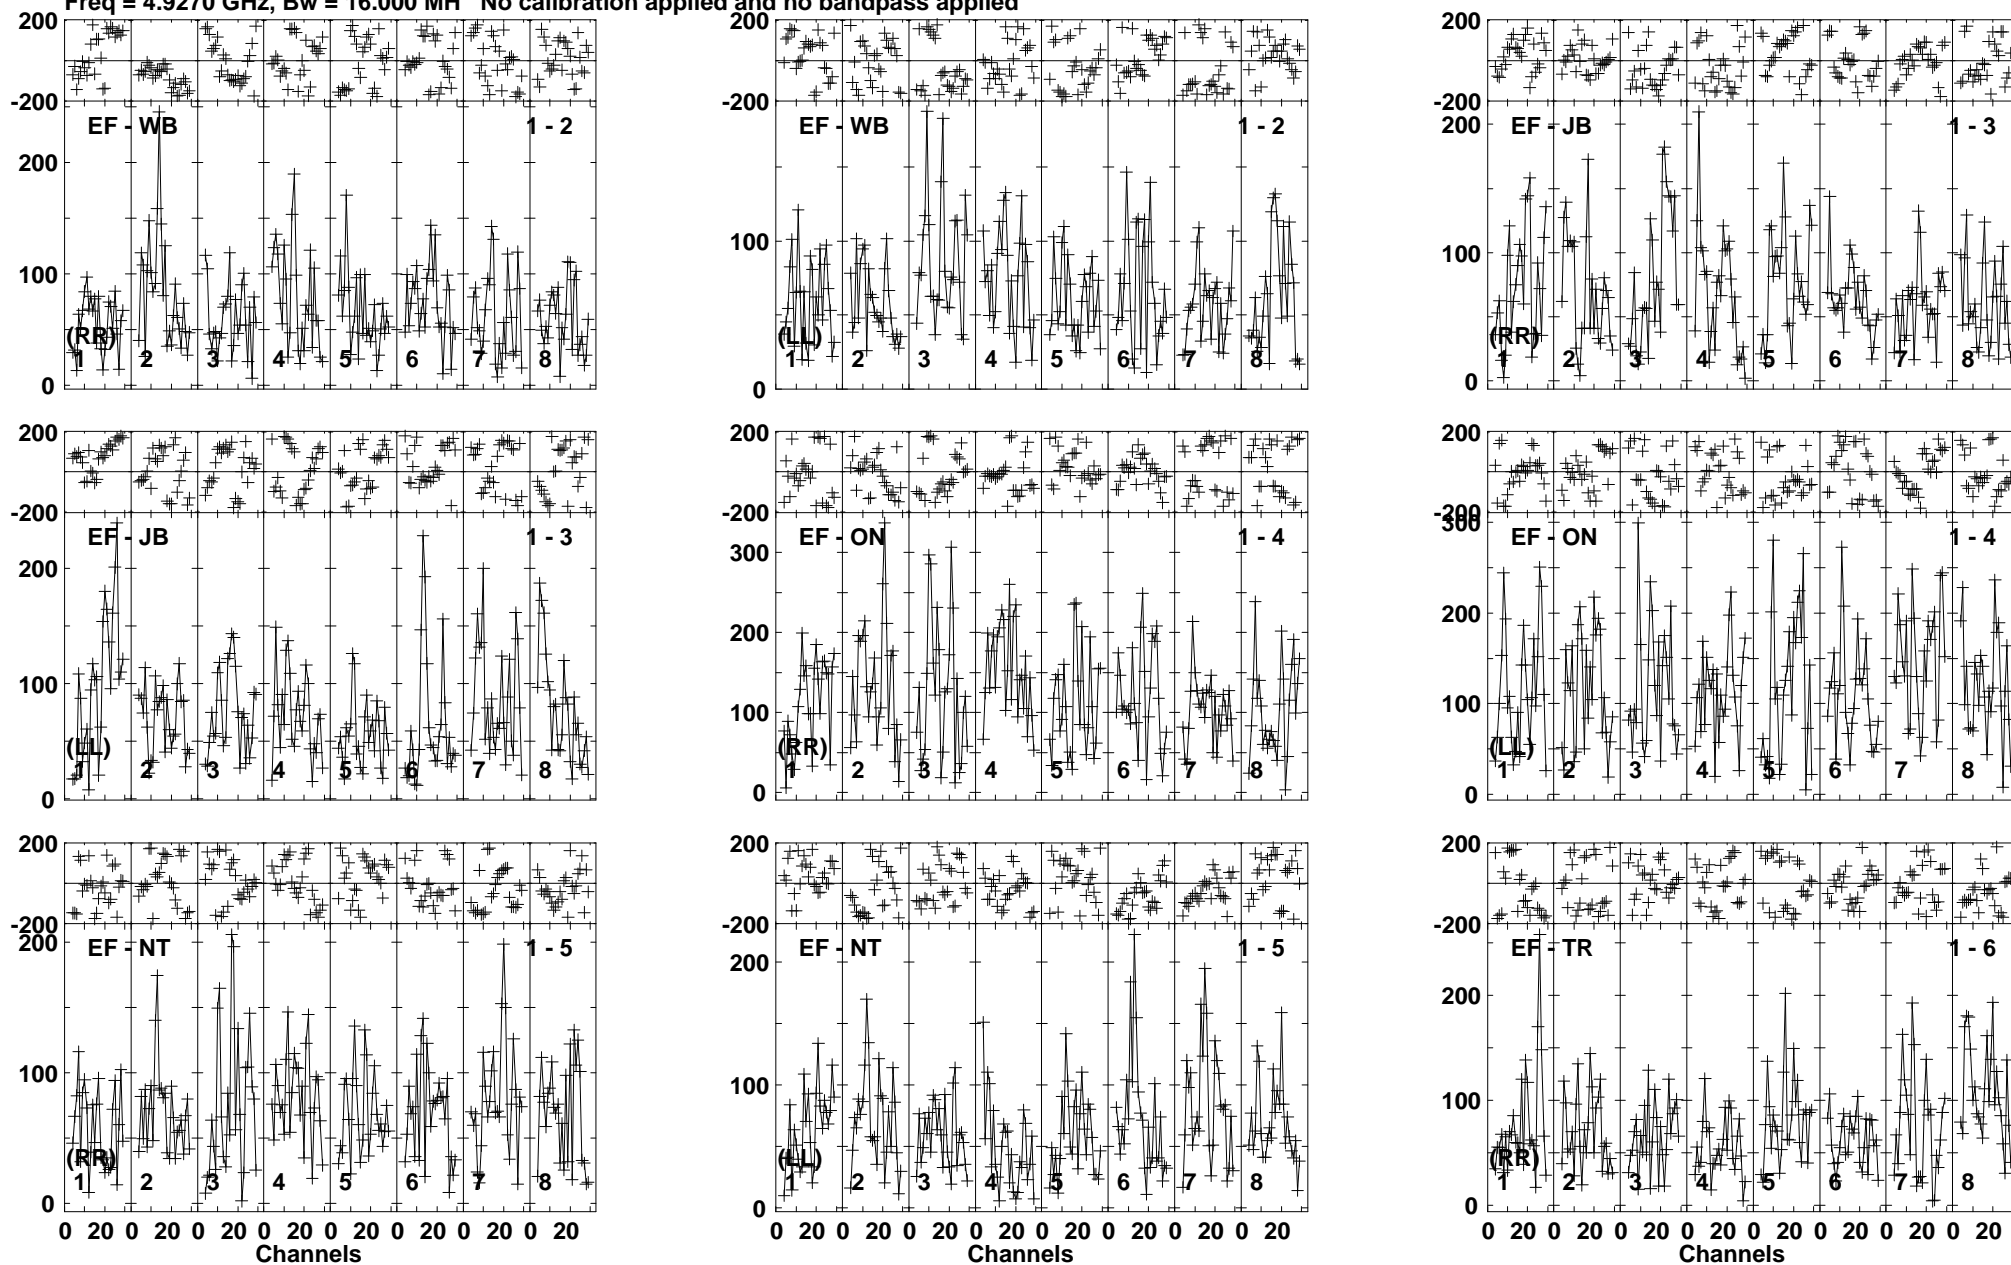 Freq = 4.9270 GHz, Bw = 16.000 MH No calibration applied and no bandpass applied
200 200 200
-200 -200 -200
EF - WB 1 - 2 EF - WB 1 - 2 EF - JB 1 - 3
200 200
100 100 100
(RR) (LL) (RR)
1 2 3 4 5 6 7 8 1 2 3 4 5 6 7 8 1 2 3 4 5 6 7 8
0 0 0
200 200 200
-200 -200 -200
EF - JB 1 - 3 EF - ON 1 - 4 EF - ON 1 - 4
300 300
200 200 200
100 100 100
(LL) (RR) (LL)
1 2 3 4 5 6 7 8 1 2 3 4 5 6 7 8 1 2 3 4 5 6 7 8
0 0 0
200 200 200
-200 -200 -200
EF - NT 1 - 5 EF - NT 1 - 5 EF - TR 1 - 6
200 200 200
100 100 100
(RR) (LL) (RR)
1 2 3 4 5 6 7 8 1 2 3 4 5 6 7 8 1 2 3 4 5 6 7 8
0 0 0
0 20 0 20 0 20 0 20 0 20 0 20 0 20 0 20 0 20 0 20 0 20 0 20 0 20 0 20 0 20 0 20 0 20 0 20 0 20 0 20 0 20 0 20 0 20 0 20
Channels Channels Channels